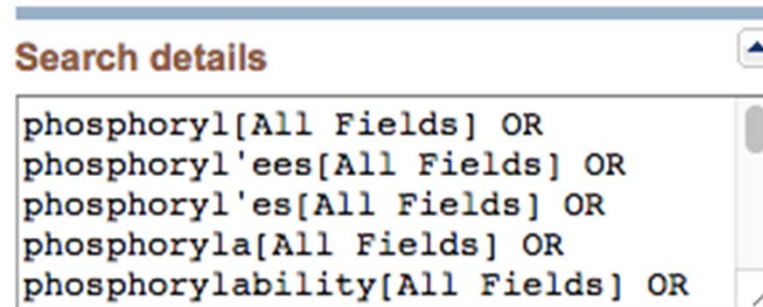 Search details
phosphoryl[All Fields] OR
phosphoryl'ees[All Fields] OR
phosphoryl'es[All Fields] OR
phosphoryla[All Fields] OR
phosphorylability[All Fields] OR